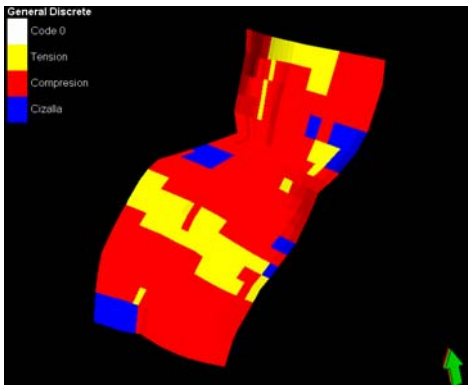 General Discrete
Code 0
Tension
Compresion
Cizalla